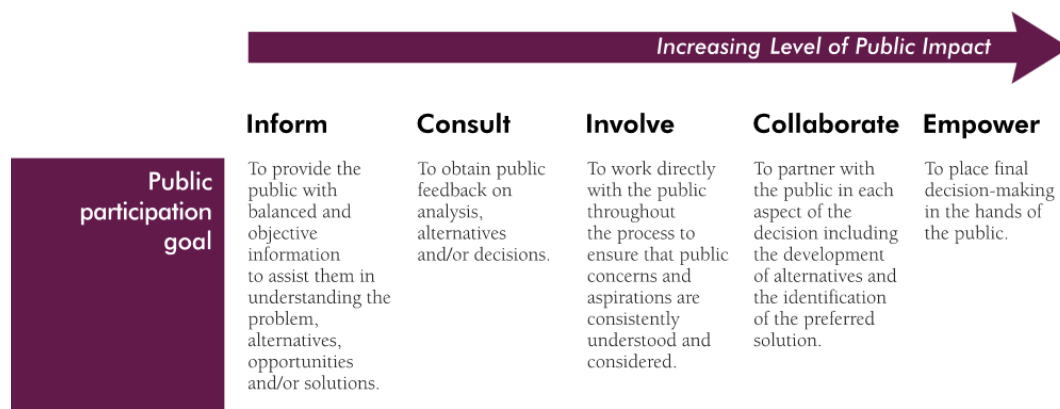 Increasing Level of Public Impact
Inform
Consult
Involve
Collaborate
Empower
Public
participation
goal
To provide the
public with
balanced and
objective
information
to assist them in
understanding the
problem,
alternatives,
opportunities
and/or solutions.
To obtain public
feedback on
analysis,
alternatives
and/or decisions.
To work directly
with the public
throughout
the process to
ensure that public
concerns and
aspirations are
consistently
understood and
considered.
To partner with
the public in each
aspect of the
decision including
the development
of alternatives and
the identification
of the preferred
solution.
To place final
decision-making
in the hands of
the public.